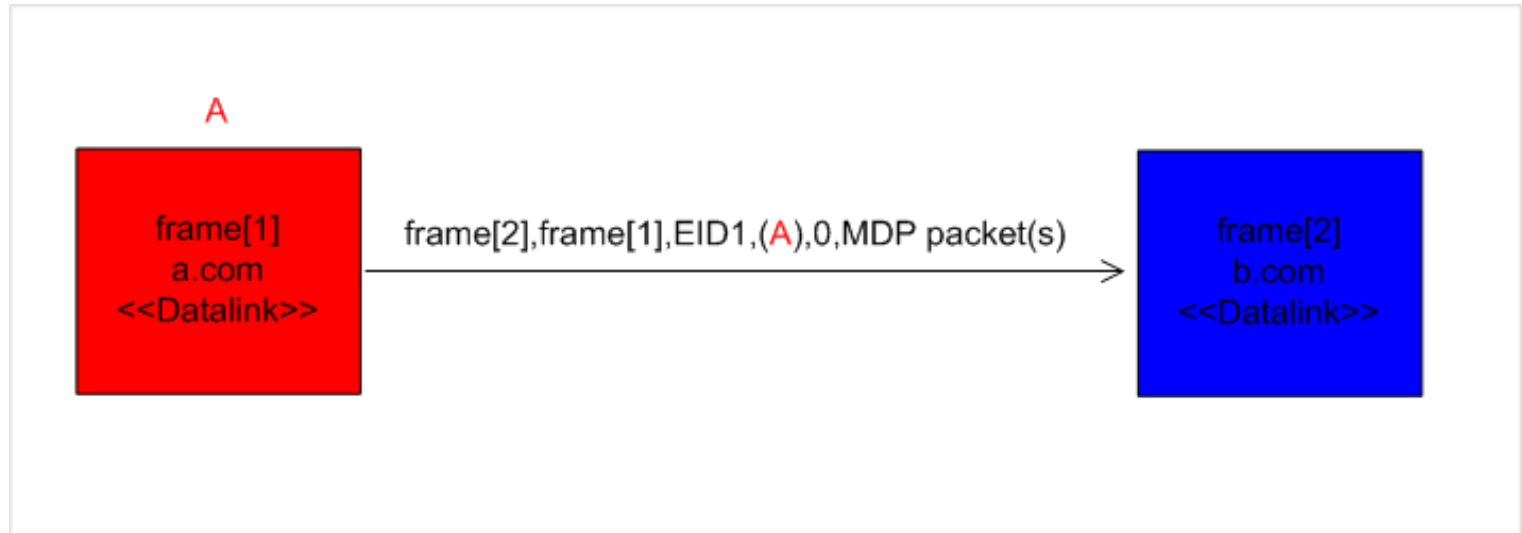 A
frame[1]
a.com
<<Datalink>>
frame[2],frame[1],EID1,(A),0,MDP packet(s)
frame[2]
b.com
<<Datalink>>